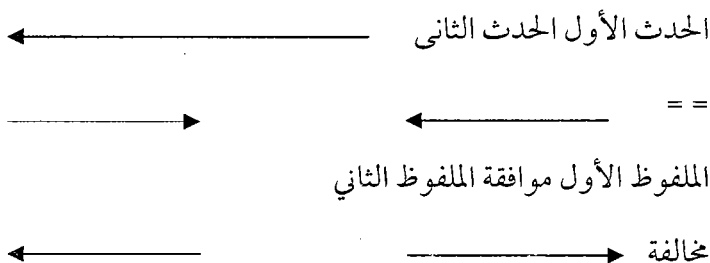 الحدث الأول الحدث الثانى
= =
الملفوظ الأول موافقة الملفوظ الثاني
مخالفة